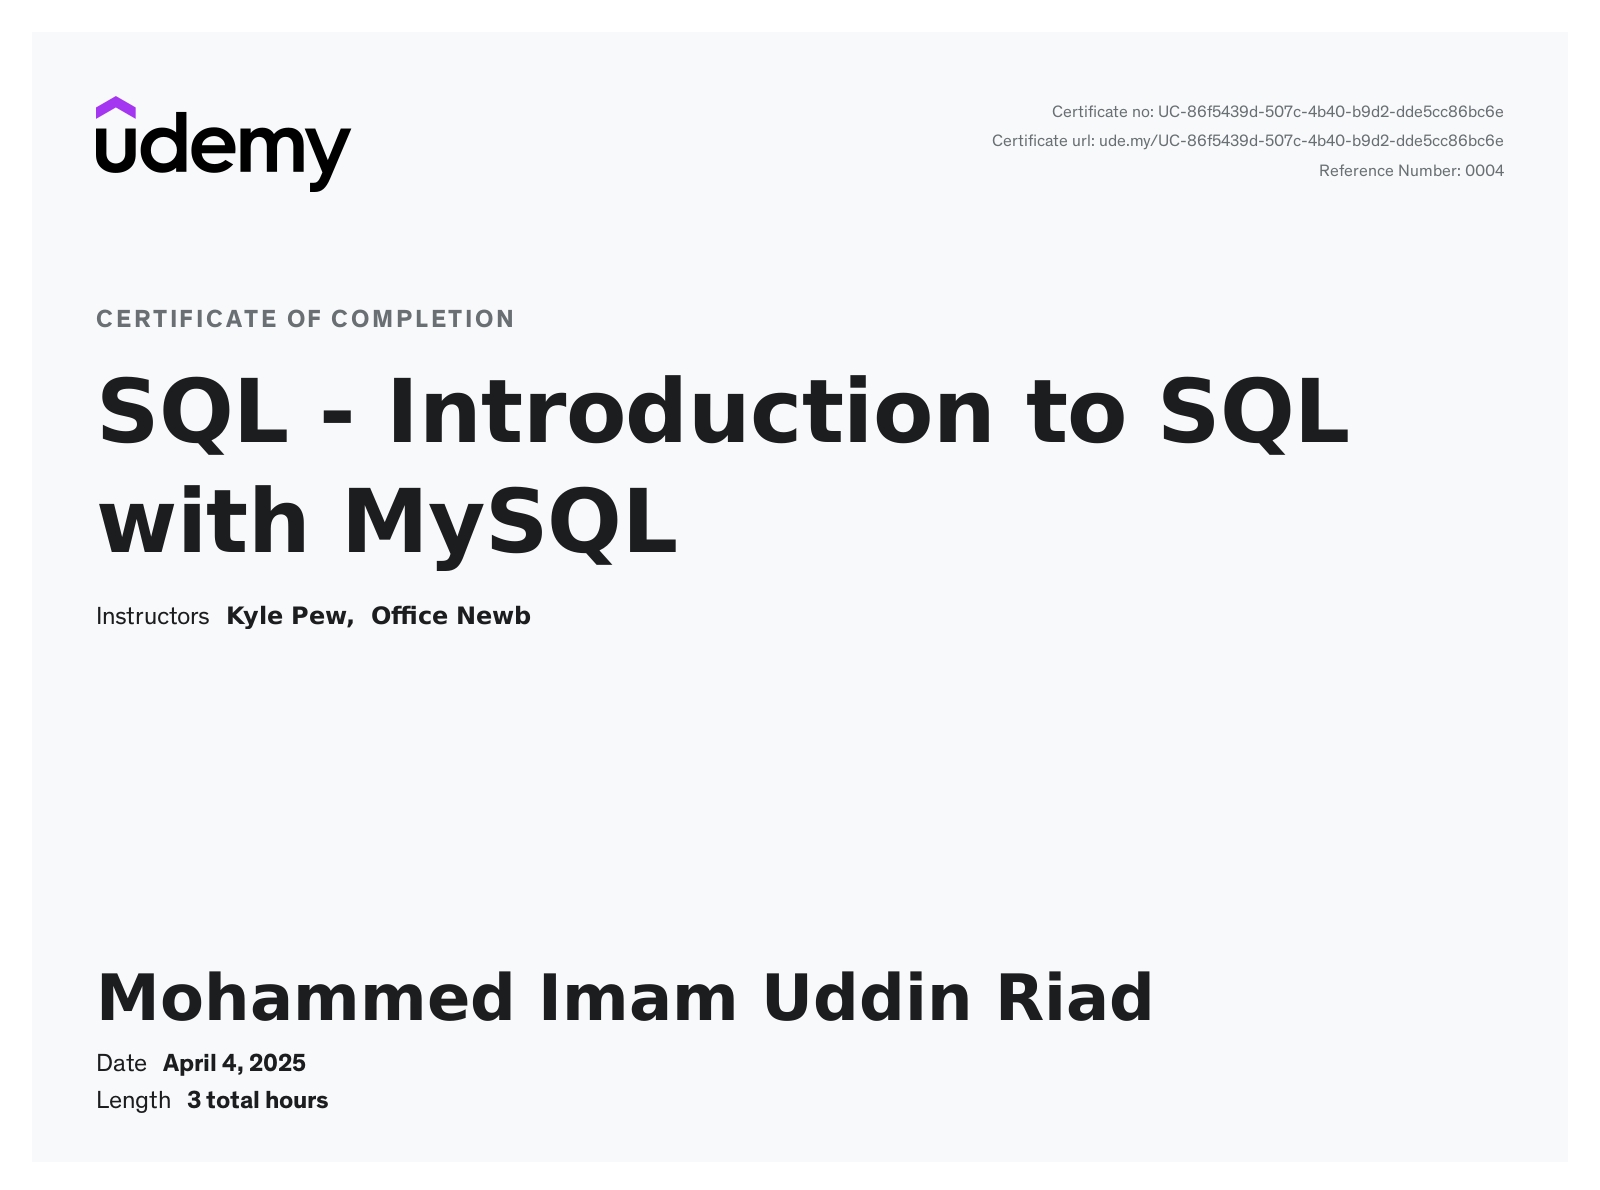 udemy
Certificate no: UC-86f5439d-507c-4b40-b9d2-dde5cc86bc6e
Certificate url: ude.my/UC-86f5439d-507c-4b40-b9d2-dde5cc86bc6e
Reference Number: 0004
CERTIFICATE OF COMPLETION
SQL - Introduction to SQL
with MySQL
Instructors Kyle Pew, Office Newb
Mohammed Imam Uddin Riad
Date April 4, 2025
Length 3 total hours